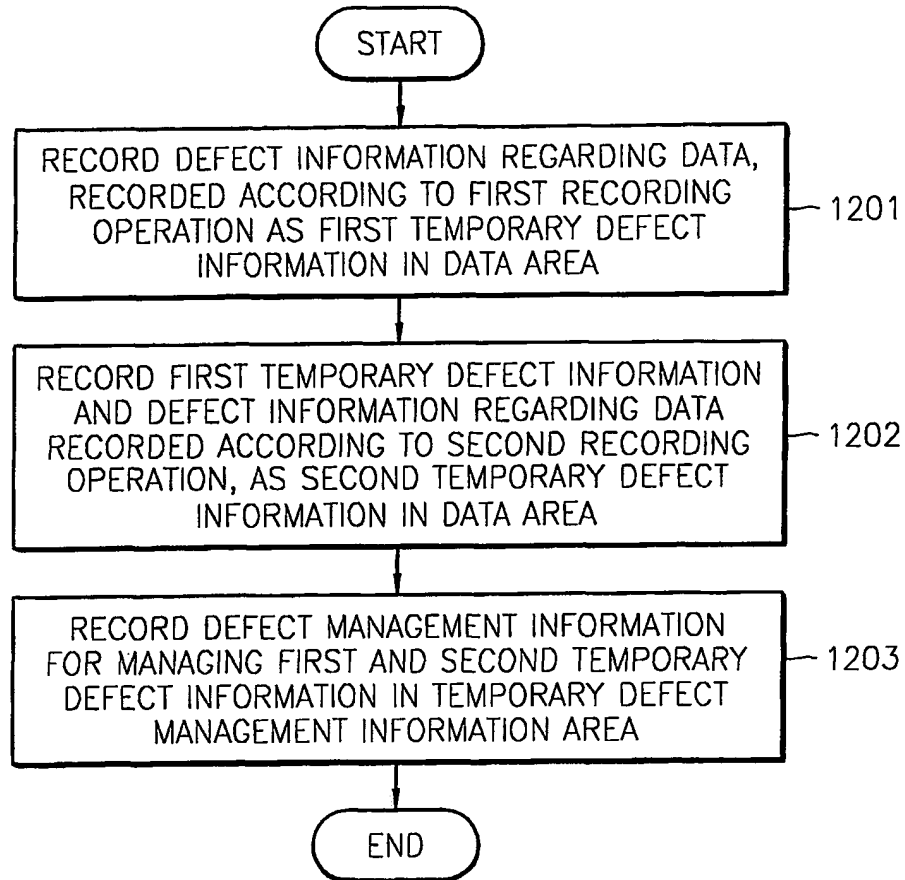 START
RECORD DEFECT INFORMATION REGARDING DATA,
RECORDED ACCORDING TO FIRST RECORDING
OPERATION AS FIRST TEMPORARY DEFECT
INFORMATION IN DATA AREA
1201
RECORD FIRST TEMPORARY DEFECT INFORMATION
AND DEFECT INFORMATION REGARDING DATA
RECORDED ACCORDING TO SECOND RECORDING
OPERATION, AS SECOND TEMPORARY DEFECT
INFORMATION IN DATA AREA
1202
RECORD DEFECT MANAGEMENT INFORMATION
FOR MANAGING FIRST AND SECOND TEMPORARY
DEFECT INFORMATION IN TEMPORARY DEFECT
MANAGEMENT INFORMATION AREA
1203
END